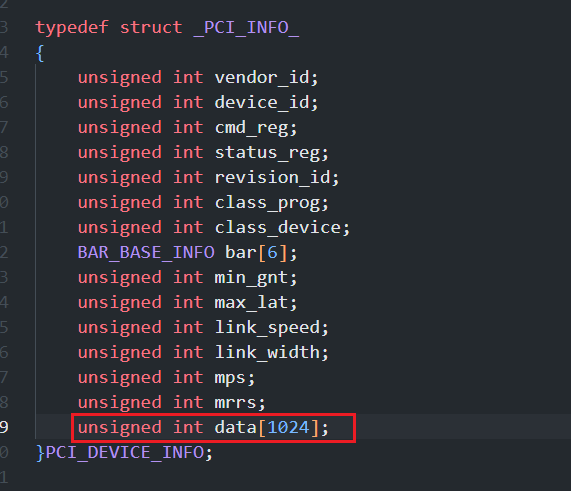 2
3 typedef struct _PCI_INFO_
4 {
5 unsigned int vendor_id;
6 unsigned int device_id;
7 unsigned int cmd_reg;
8 unsigned int status_reg;
9 unsigned int revision_id;
0 unsigned int class_prog;
1 unsigned int class_device;
2 BAR_BASE_INFO bar[6];
3 unsigned int min_gnt;
4 unsigned int max_lat;
5 unsigned int link_speed;
6 unsigned int link_width;
7 unsigned int mps;
8 unsigned int mrrs;
9 unsigned int data[1024];
0 }PCI_DEVICE_INFO;
1